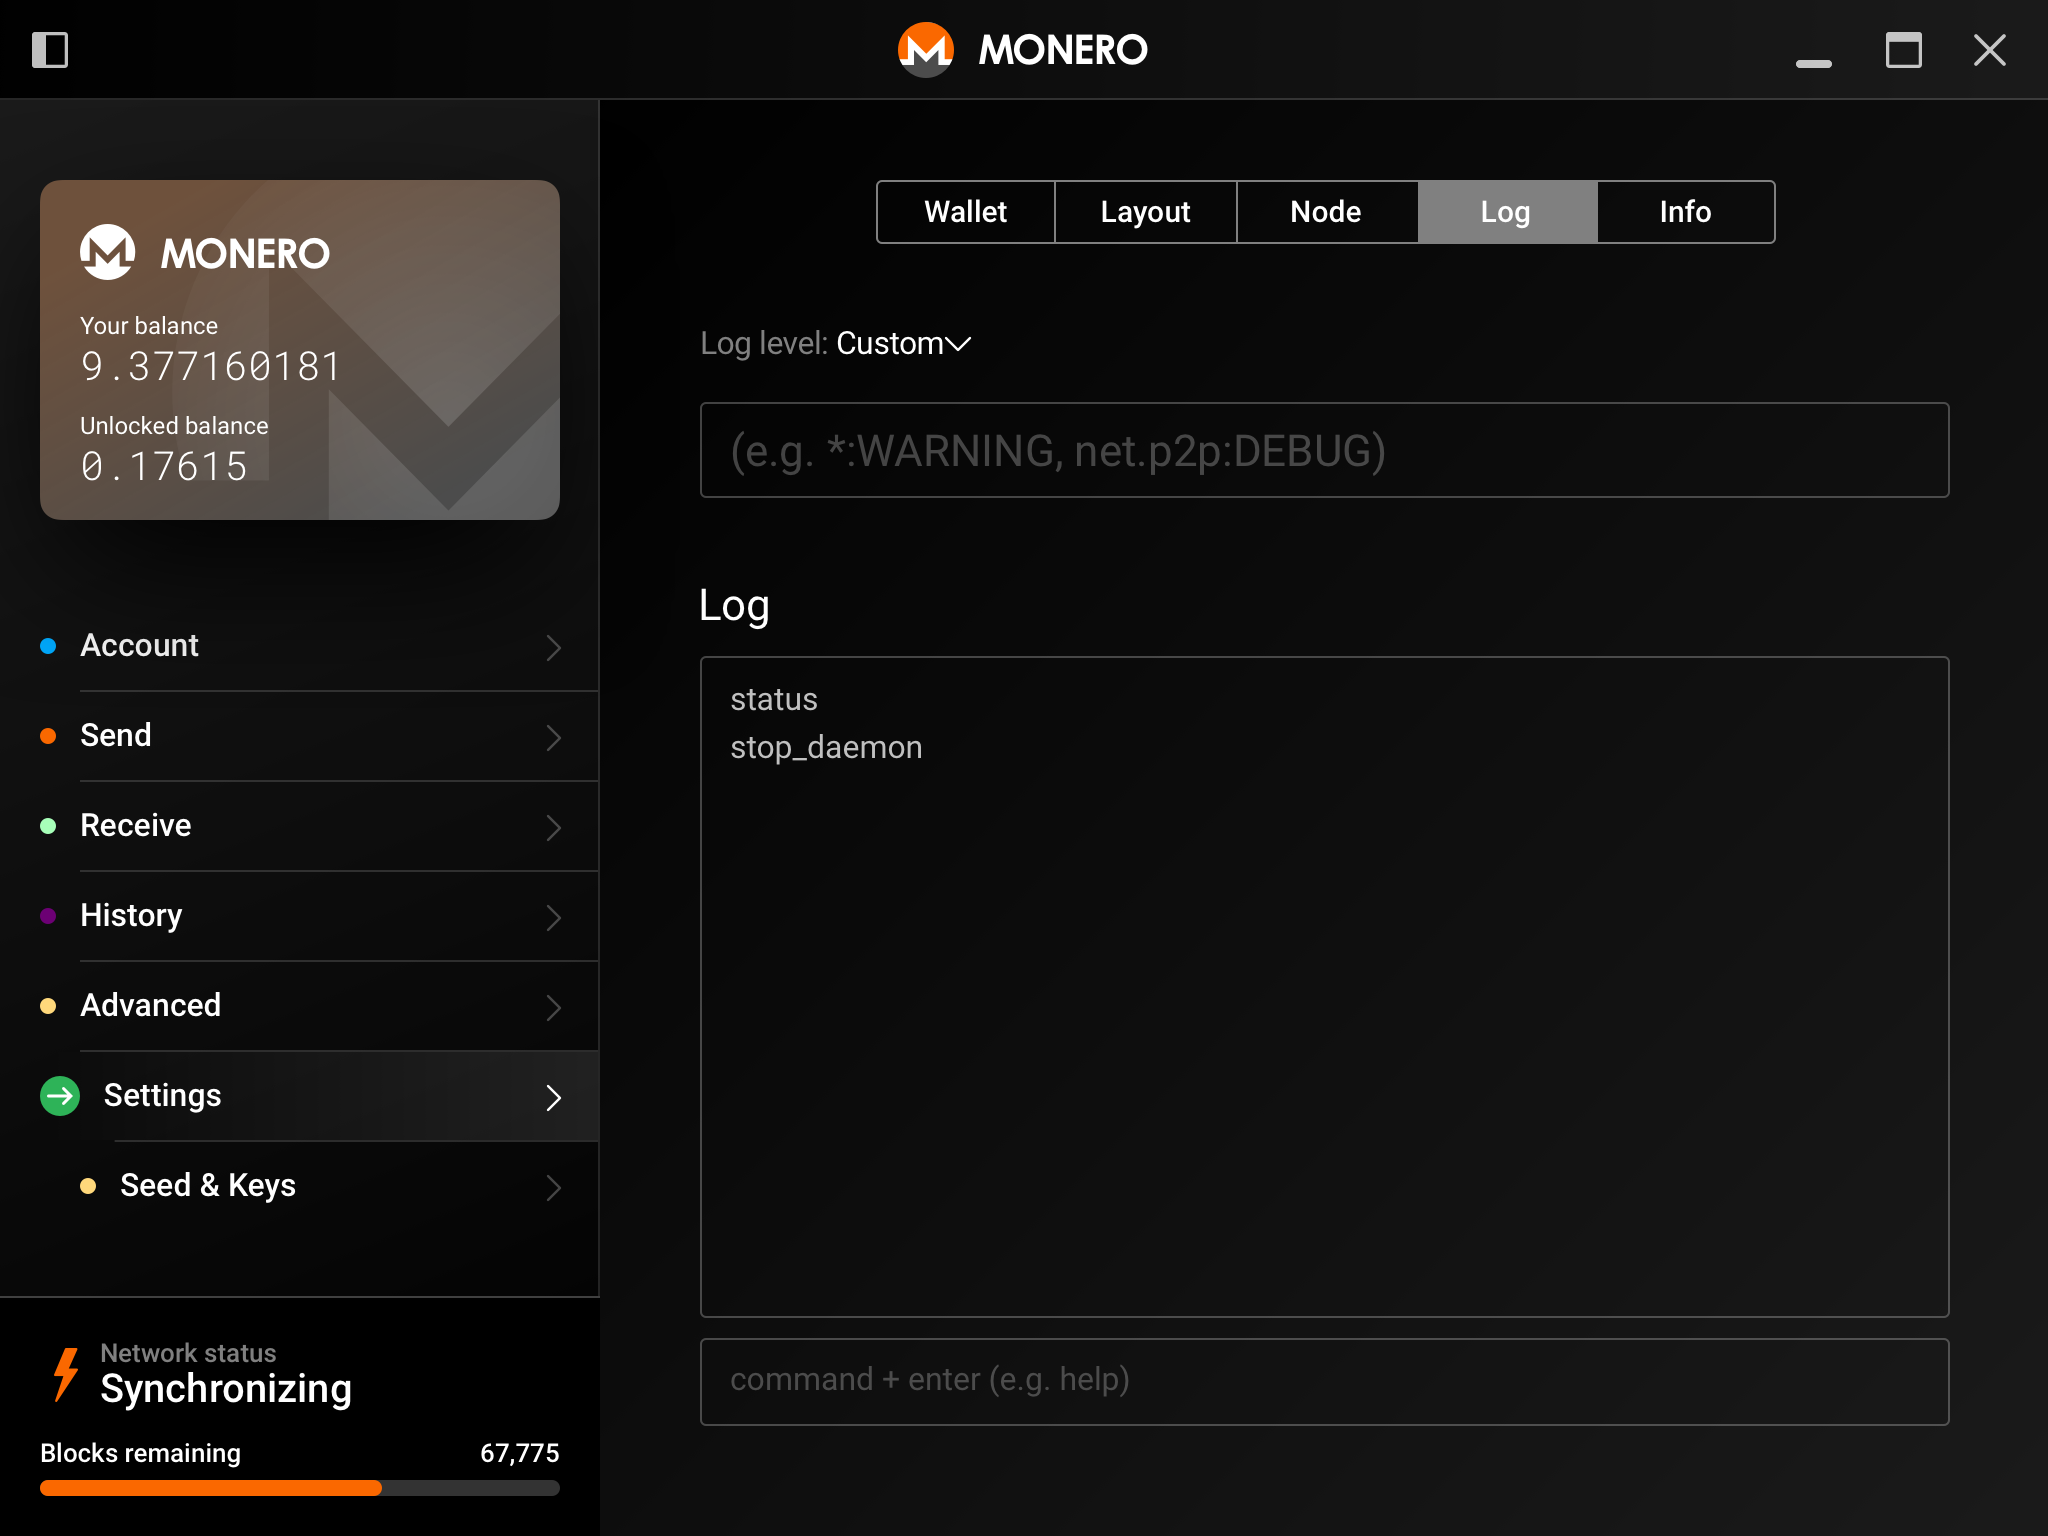 MONERO
MONERO
Your balance
9.377160181
Unlocked balance
0.17615
Account
Send
Receive
History
Advanced
Settings
Seed & Keys
Network status
Synchronizing
Blocks remaining 67,775
Wallet Layout Node Log Info
Log level: Custom
(e.g. *:WARNING, net.p2p:DEBUG)
Log
status
stop_daemon
command + enter (e.g. help)